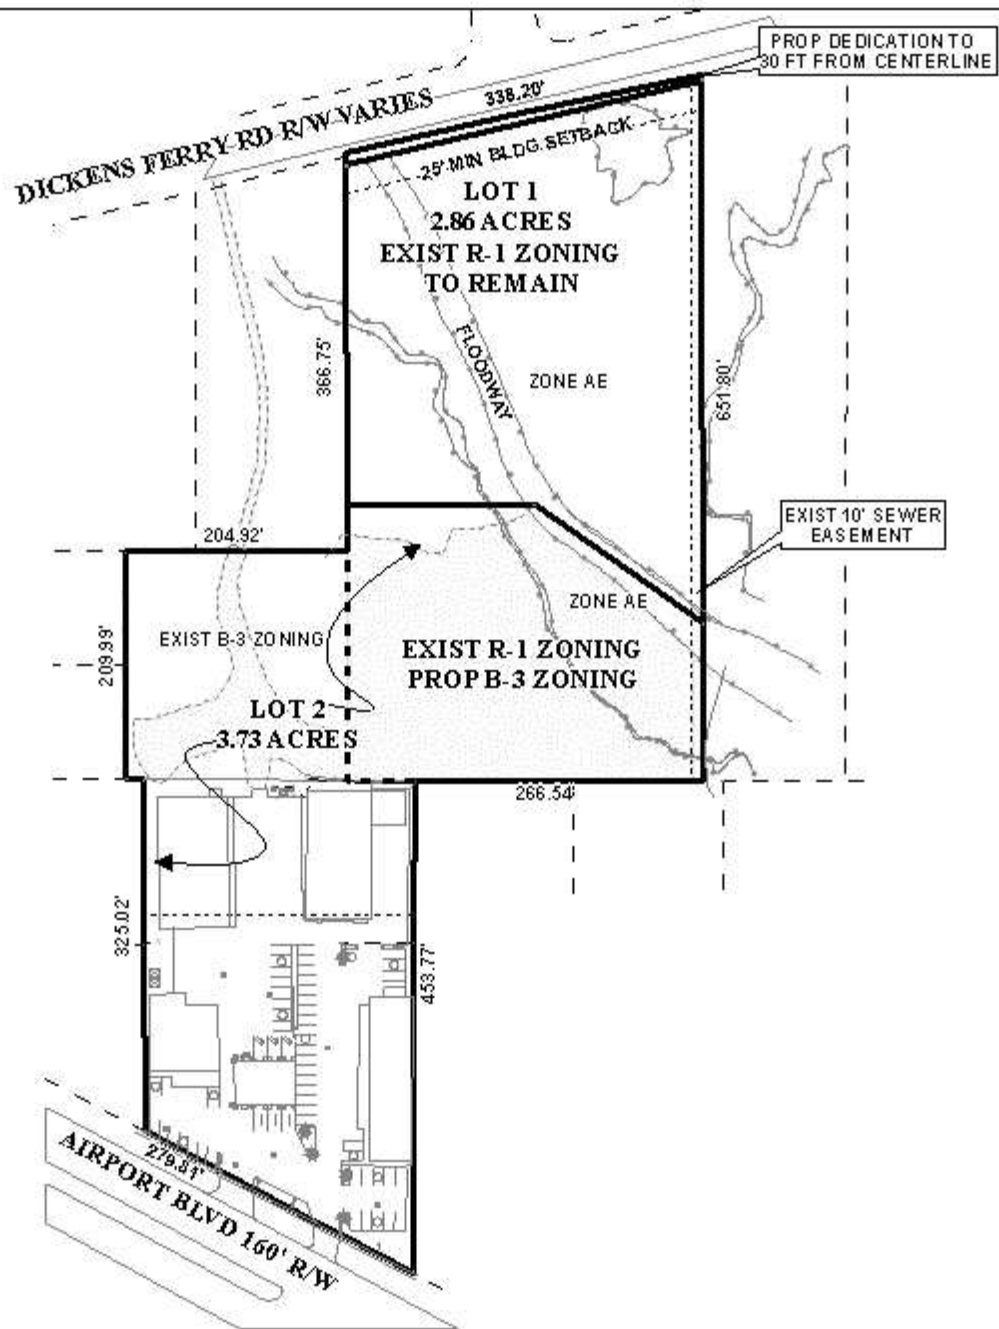 PROP DEDICATION TO
30 FT FROM CENTERLINE
338.20'
DICKENS FERRY RD R/W VARIES
25' MIN BLDG. SETBACK
LOT 1
2.86 ACRES
EXIST R-1 ZONING
TO REMAIN
366.75'
FLOODWAY
ZONE AE
651.80'
EXIST 10' SEWER
EASEMENT
204.92'
ZONE AE
209.99'
EXIST B-3 ZONING
EXIST R-1 ZONING
PROP B-3 ZONING
LOT 2
3.73 ACRES
266.54'
325.02'
453.77'
279.81'
AIRPORT BLVD 160' R/W